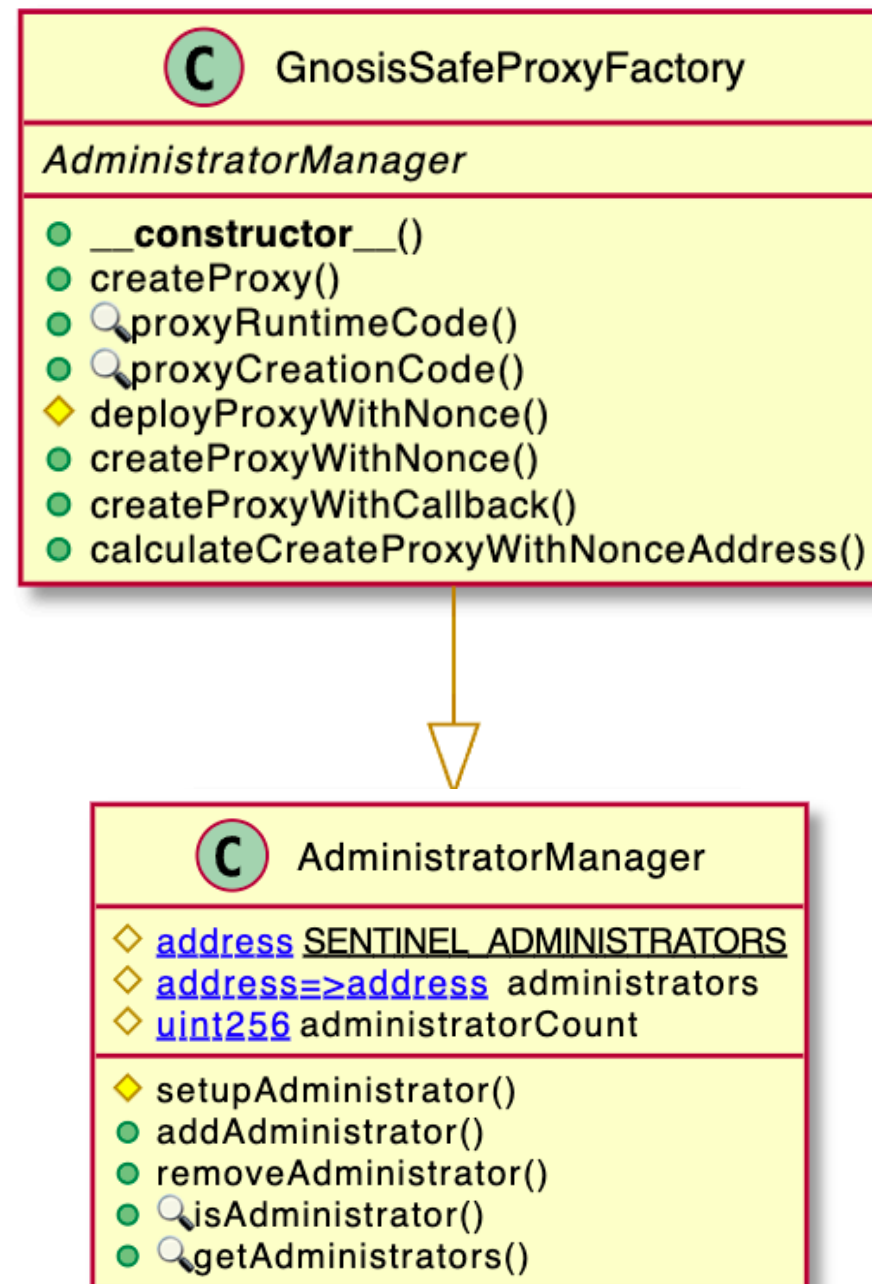 C GnosisSafeProxyFactory
AdministratorManager
__constructor__()
createProxy()
🔍proxyRuntimeCode()
🔍proxyCreationCode()
deployProxyWithNonce()
createProxyWithNonce()
createProxyWithCallback()
calculateCreateProxyWithNonceAddress()
C AdministratorManager
address SENTINEL_ADMINISTRATORS
address=>address administrators
uint256 administratorCount
setupAdministrator()
addAdministrator()
removeAdministrator()
🔍isAdministrator()
🔍getAdministrators()